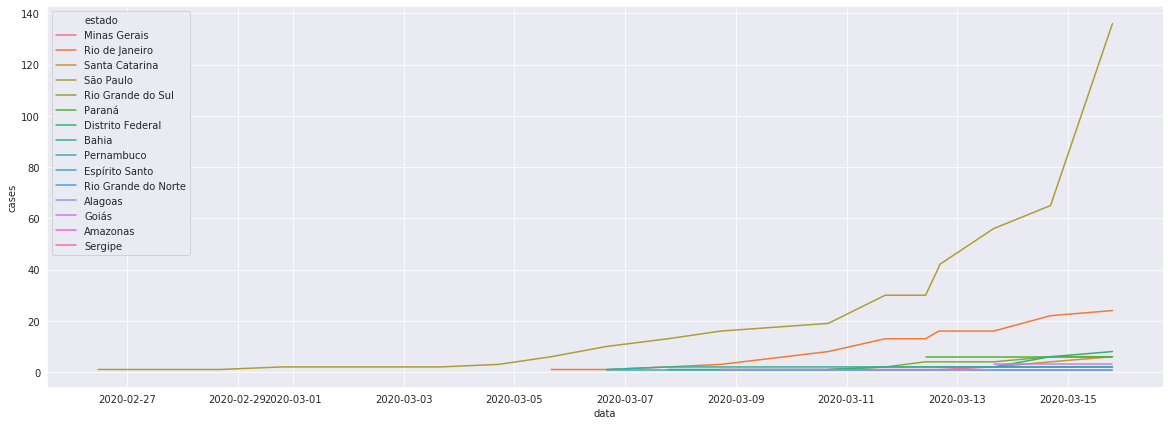 estado
Minas Gerais
Rio de Janeiro
Santa Catarina
São Paulo
Rio Grande do Sul
Paraná
Distrito Federal
Bahia
Pernambuco
Espírito Santo
Rio Grande do Norte
Alagoas
Goiás
Amazonas
Sergipe
140
120
100
80
60
40
20
0
cases
2020-02-27 2020-02-29 2020-03-01 2020-03-03 2020-03-05 2020-03-07 2020-03-09 2020-03-11 2020-03-13 2020-03-15
data